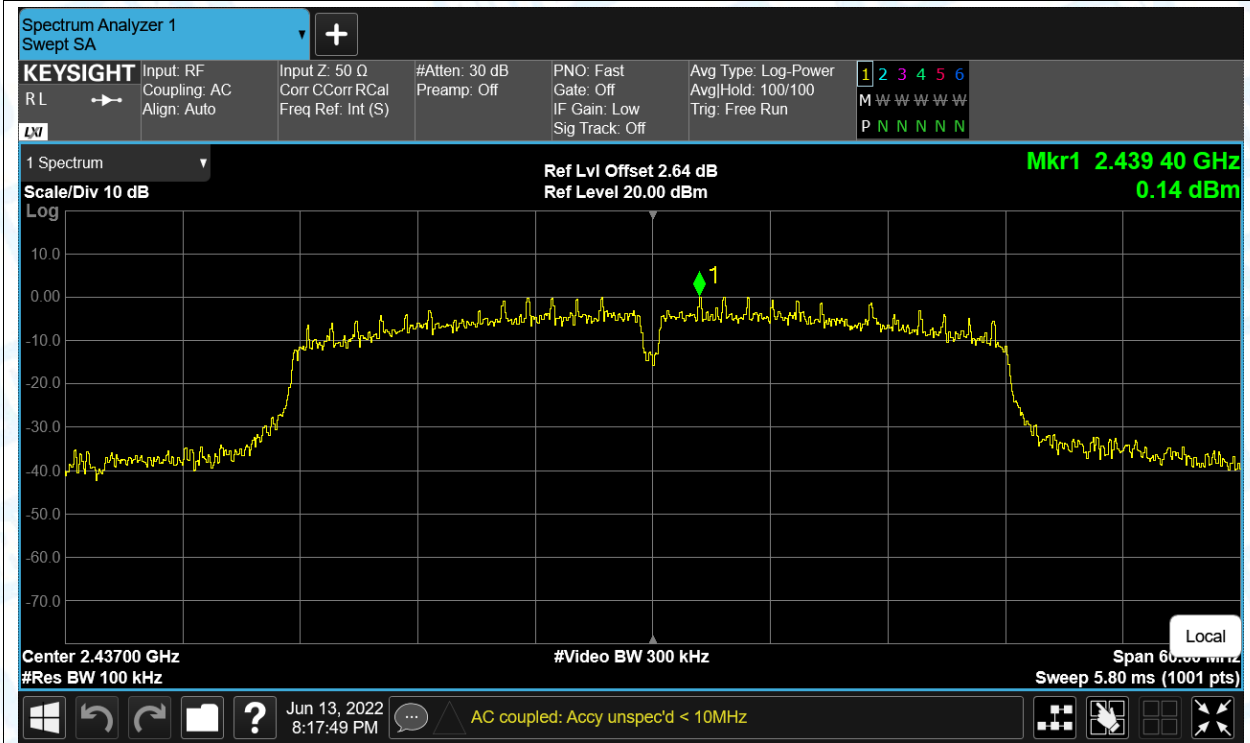 Spectrum Analyzer 1
Swept SA
KEYSIGHT
R L
LXI
Input: RF
Coupling: AC
Align: Auto
Input Z: 50 Ω
Corr CCorr RCal
Freq Ref: Int (S)
#Atten: 30 dB
Preamp: Off
PNO: Fast
Gate: Off
IF Gain: Low
Sig Track: Off
Avg Type: Log-Power
Avg|Hold: 100/100
Trig: Free Run
1 2 3 4 5 6
M W W W W W
P N N N N N
1 Spectrum
Scale/Div 10 dB
Log
Ref Lvl Offset 2.64 dB
Ref Level 20.00 dBm
Mkr1 2.439 40 GHz
0.14 dBm
1
10.0
0.00
-10.0
-20.0
-30.0
-40.0
-50.0
-60.0
-70.0
Local
Center 2.43700 GHz
#Video BW 300 kHz
Span 60.00 MHz
#Res BW 100 kHz
Sweep 5.80 ms (1001 pts)
?
Jun 13, 2022
8:17:49 PM
AC coupled: Accy unspec'd < 10MHz